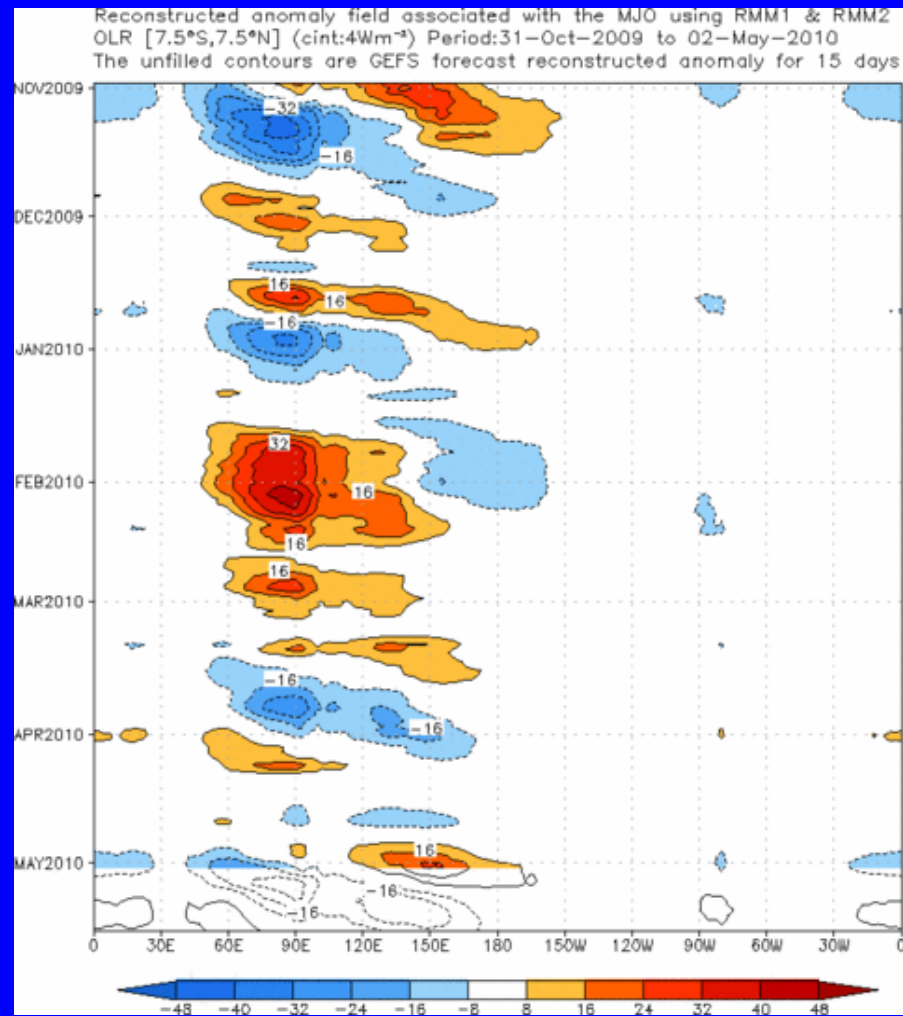 Reconstructed anomaly field associated with the MJO using RMM1 & RMM2
OLR [7.5°S,7.5°N] (cint:4Wm⁻²) Period:31-Oct-2009 to 02-May-2010
The unfilled contours are GEFS forecast reconstructed anomaly for 15 days
NOV2009
-32
-16
DEC2009
16
16
-16
JAN2010
32
FEB2010
16
16
16
MAR2010
-16
-16
APR2010
16
MAY2010
-16
-16
0 30E 60E 90E 120E 150E 180 150W 120W 90W 60W 30W 0
-48 -40 -32 -24 -16 -8 8 16 24 32 40 48